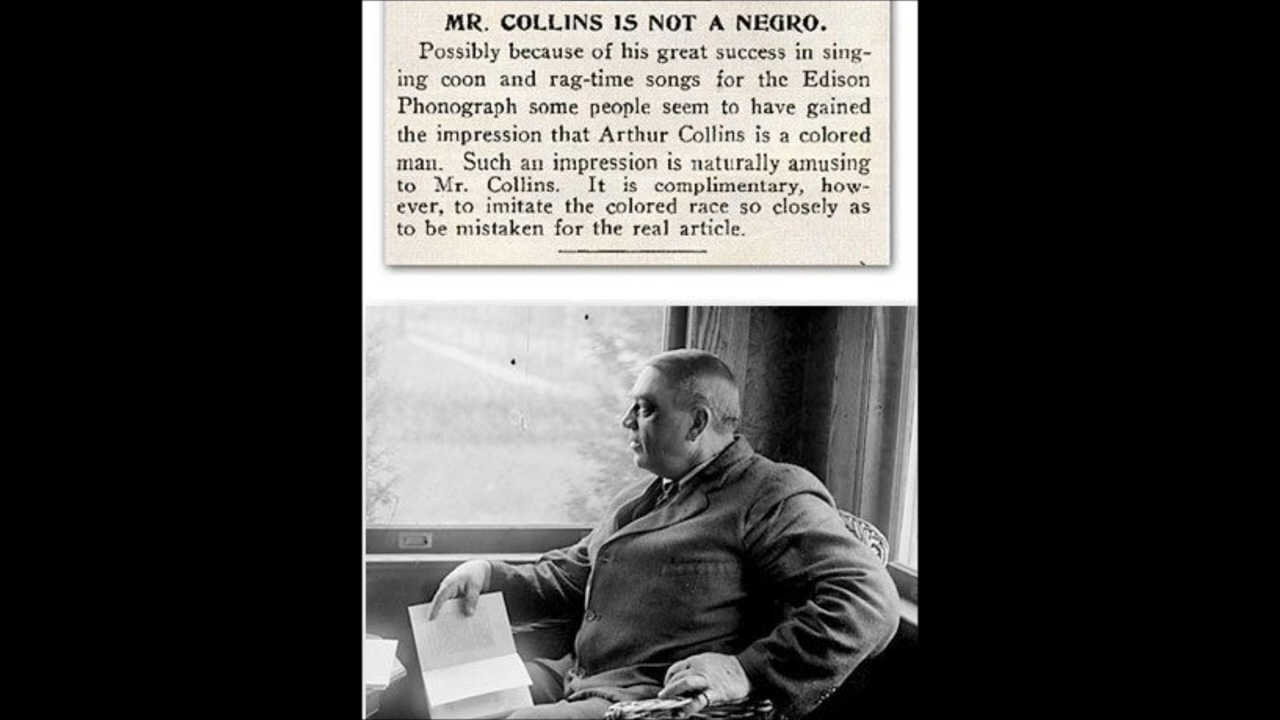 MR. COLLINS IS NOT A NEGRO.
Possibly because of his great success in sing-
ing coon and rag-time songs for the Edison
Phonograph some people seem to have gained
the impression that Arthur Collins is a colored
man. Such an impression is naturally amusing
to Mr. Collins. It is complimentary, how-
ever, to imitate the colored race so closely as
to be mistaken for the real article.